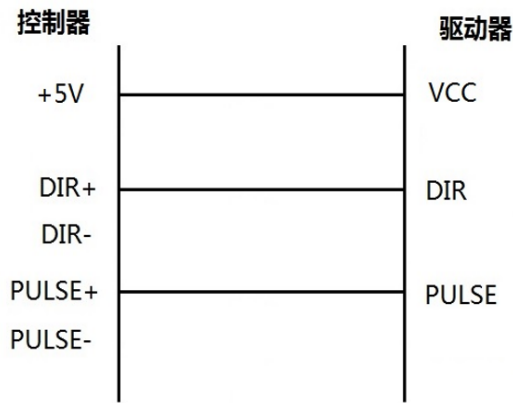 控制器
驱动器
+5V
VCC
DIR+
DIR
DIR-
PULSE+
PULSE
PULSE-